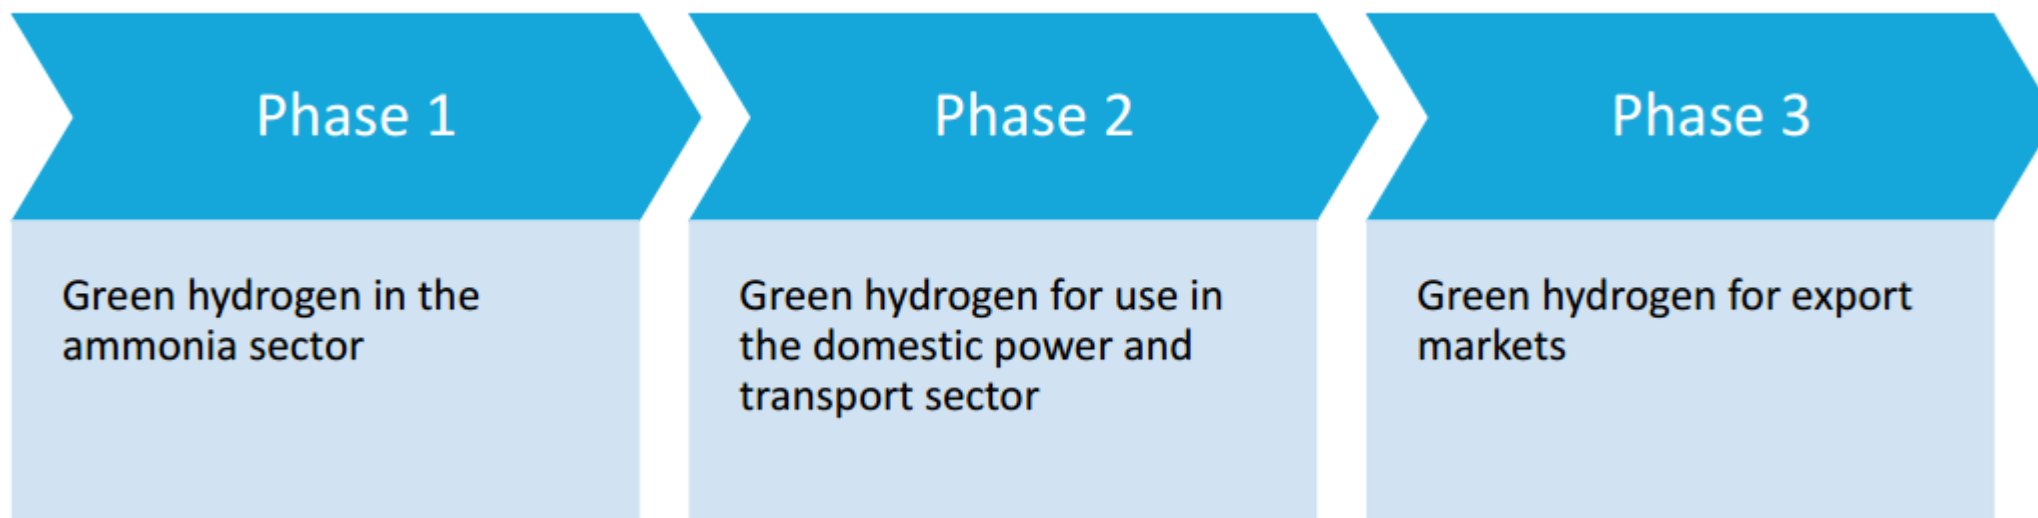 Phase 1
Green hydrogen in the
ammonia sector
Phase 2
Green hydrogen for use in
the domestic power and
transport sector
Phase 3
Green hydrogen for export
markets